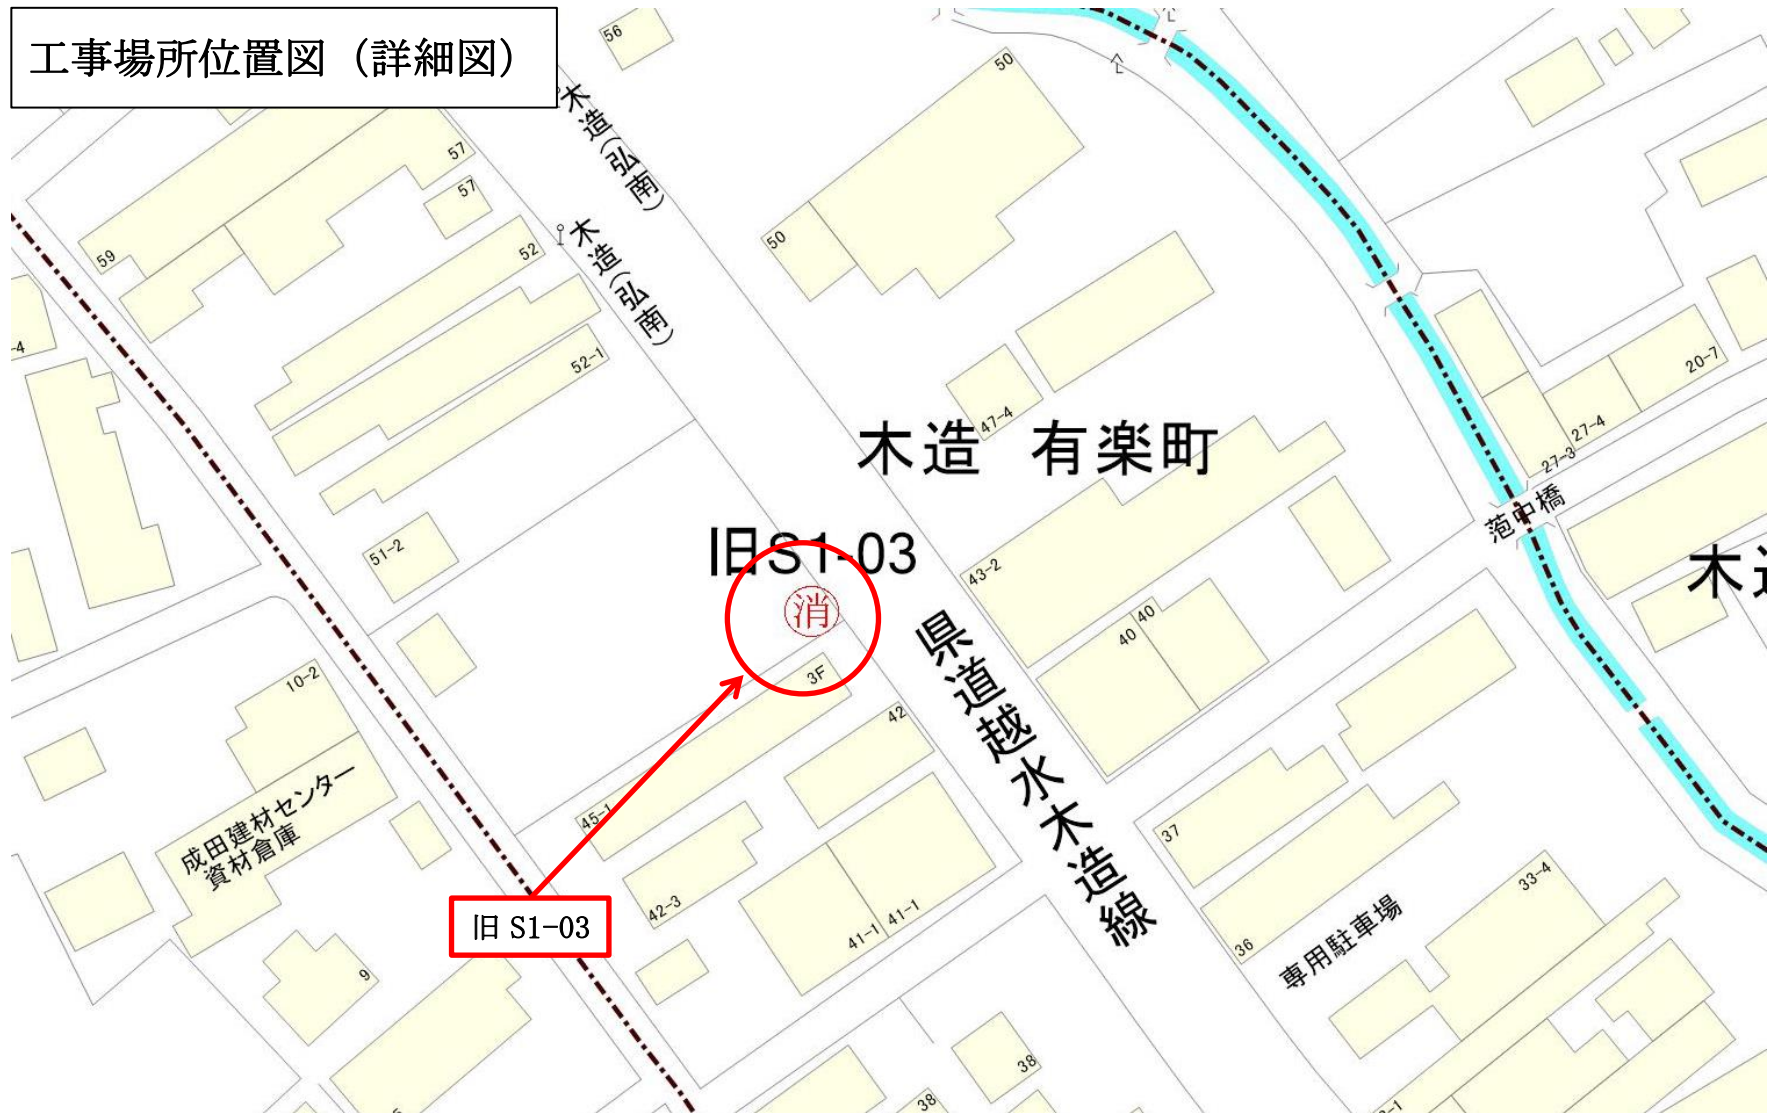 工事場所位置図（詳細図）
56
50
木造(弘南)
57
57
59
52
木造(弘南)
50
-4
52-1
20-7
47-4
27-4
27-3
木造 有楽町
51-2
旧S1-03
消
43-2
40
40
県道越水木造線
3F
10-2
42
45-1
成田建材センター
資材倉庫
旧 S1-03
42-3
41-1
41-1
37
36
33-4
専用駐車場
9
38
38
-1